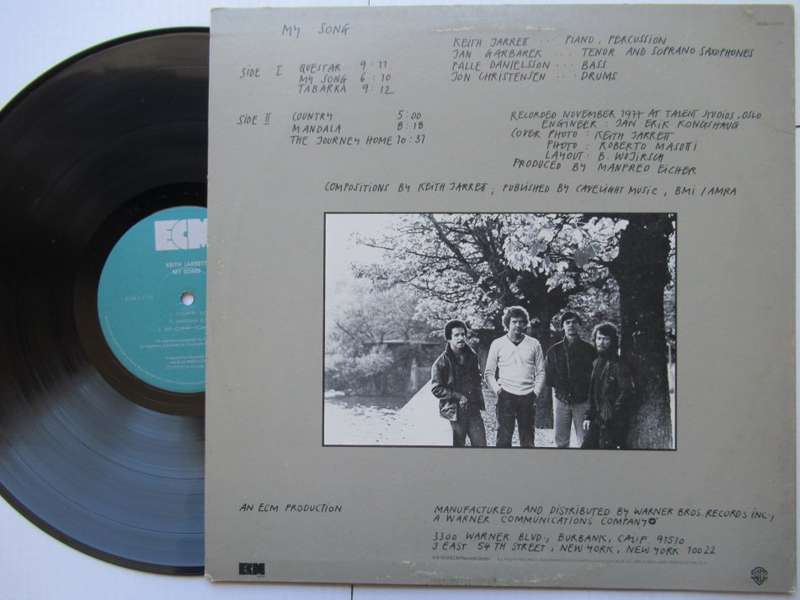 MY SONG
SIDE I QUESTAR 9:11
MY SONG 6:10
TABARKA 9:12
KEITH JARRETT ... PIANO, PERCUSSION
JAN GARBAREK ... TENOR AND SOPRANO SAXOPHONES
PALLE DANIELSSON ... BASS
JON CHRISTENSEN ... DRUMS
SIDE II COUNTRY 5:00
MANDALA 8:18
THE JOURNEY HOME 10:37
RECORDED NOVEMBER 1977 AT TALENT STUDIOS, OSLO
ENGINEER: JAN ERIK KONGSHAUG
COVER PHOTO: KEITH JARRETT
PHOTO: ROBERTO MASOTTI
LAYOUT: B. WOJIRSCH
PRODUCED BY MANFRED EICHER
COMPOSITIONS BY KEITH JARRETT; PUBLISHED BY CAVELIGHT MUSIC, BMI / AMRA
ECM
KEITH JARRETT
MY SONG
AN ECM PRODUCTION
MANUFACTURED AND DISTRIBUTED BY WARNER BROS. RECORDS INC.,
A WARNER COMMUNICATIONS COMPANY
3300 WARNER BLVD., BURBANK, CALIF. 91510
3 EAST 54TH STREET, NEW YORK, NEW YORK 10022
ECM